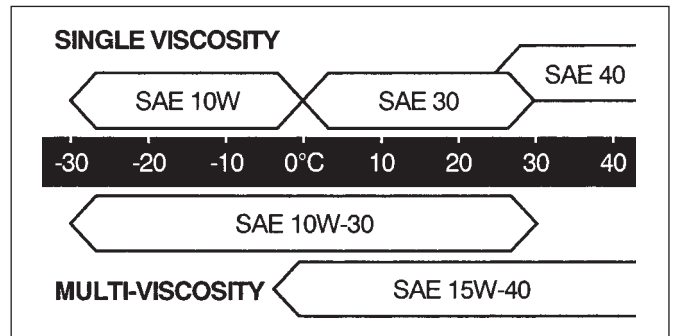 SINGLE VISCOSITY
SAE 40
SAE 10W SAE 30
-30 -20 -10 0°C 10 20 30 40
SAE 10W-30
MULTI-VISCOSITY SAE 15W-40